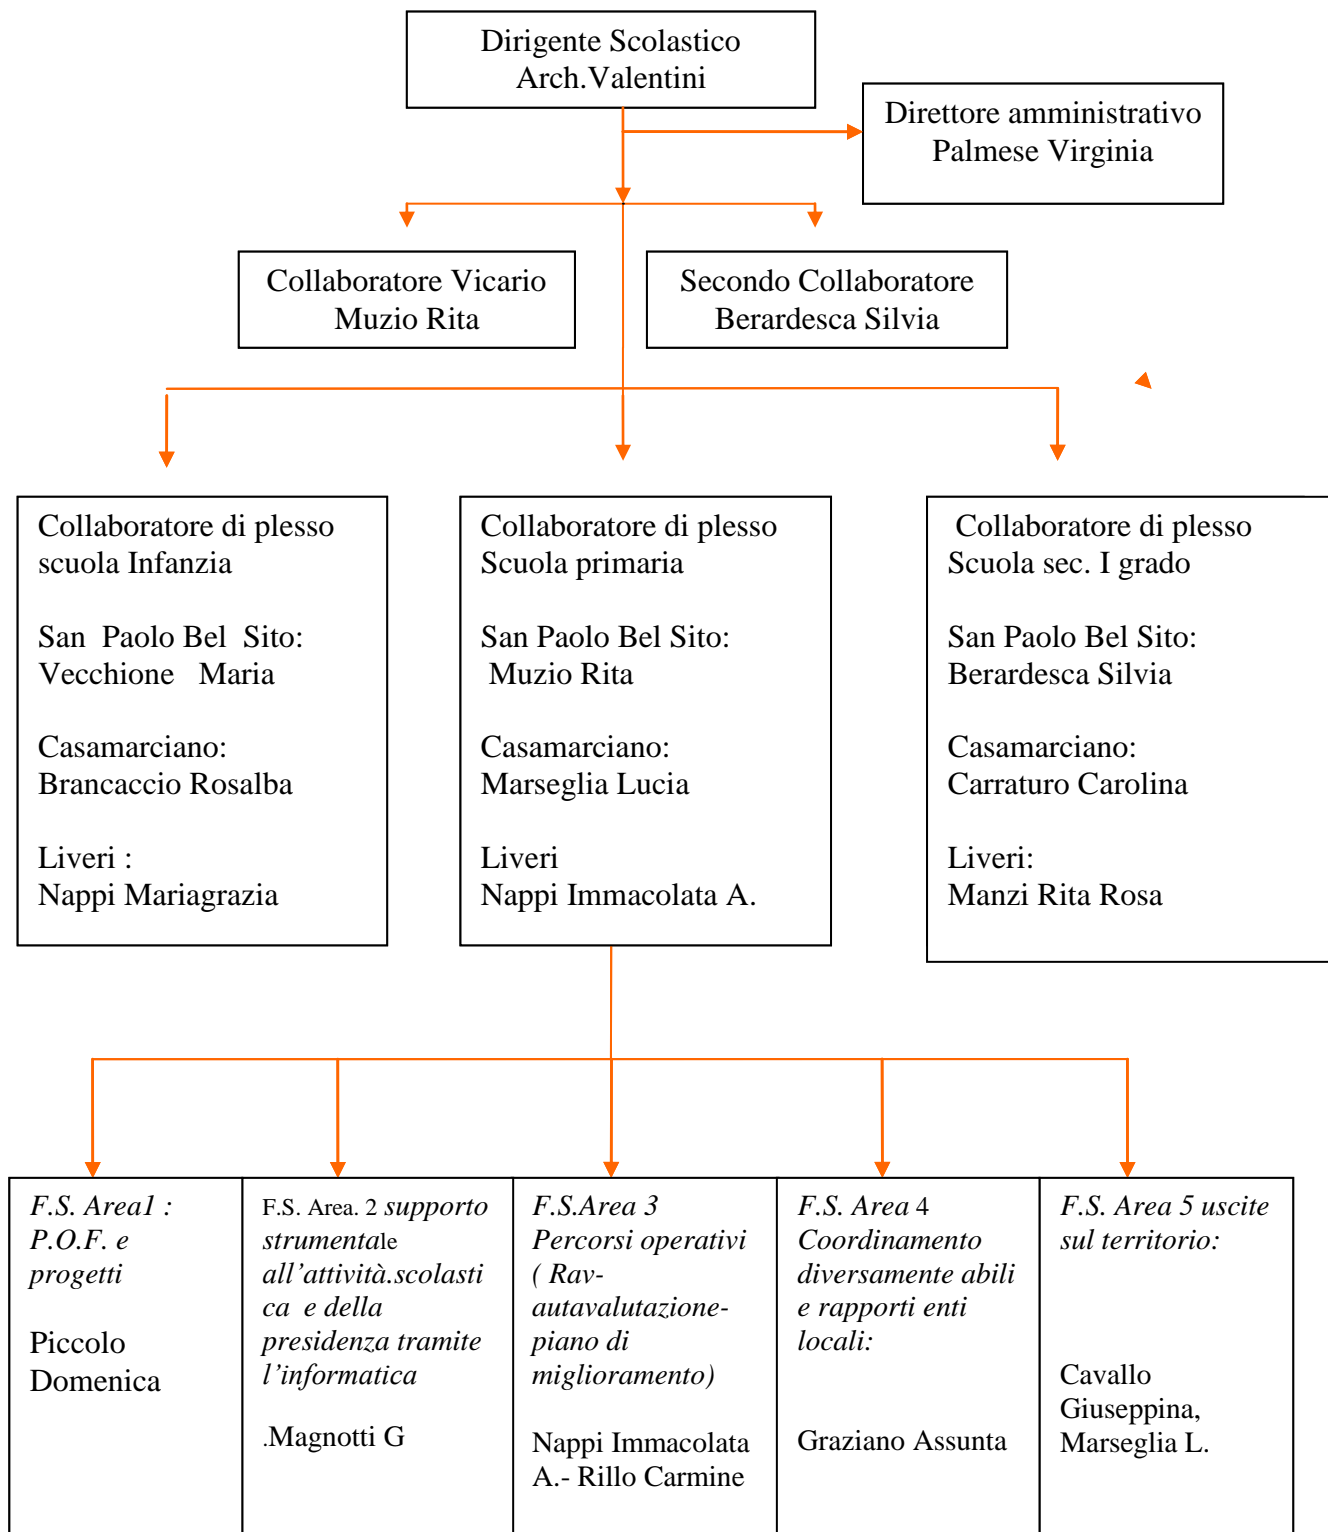 Dirigente Scolastico
Arch.Valentini
Direttore amministrativo
Palmese Virginia
Collaboratore Vicario
Muzio Rita
Secondo Collaboratore
Berardesca Silvia
Collaboratore di plesso
scuola Infanzia
San Paolo Bel Sito:
Vecchione Maria
Casamarciano:
Brancaccio Rosalba
Liveri :
Nappi Mariagrazia
Collaboratore di plesso
Scuola primaria
San Paolo Bel Sito:
Muzio Rita
Casamarciano:
Marseglia Lucia
Liveri
Nappi Immacolata A.
Collaboratore di plesso
Scuola sec. I grado
San Paolo Bel Sito:
Berardesca Silvia
Casamarciano:
Carraturo Carolina
Liveri:
Manzi Rita Rosa
F.S. Area1 :
P.O.F. e
progetti
Piccolo
Domenica
F.S. Area. 2 supporto
strumentale
all’attività.scolasti
ca e della
presidenza tramite
l’informatica
.Magnotti G
F.S.Area 3
Percorsi operativi
( Rav-
autavalutazione-
piano di
miglioramento)
Nappi Immacolata
A.- Rillo Carmine
F.S. Area 4
Coordinamento
diversamente abili
e rapporti enti
locali:
Graziano Assunta
F.S. Area 5 uscite
sul territorio:
Cavallo
Giuseppina,
Marseglia L.